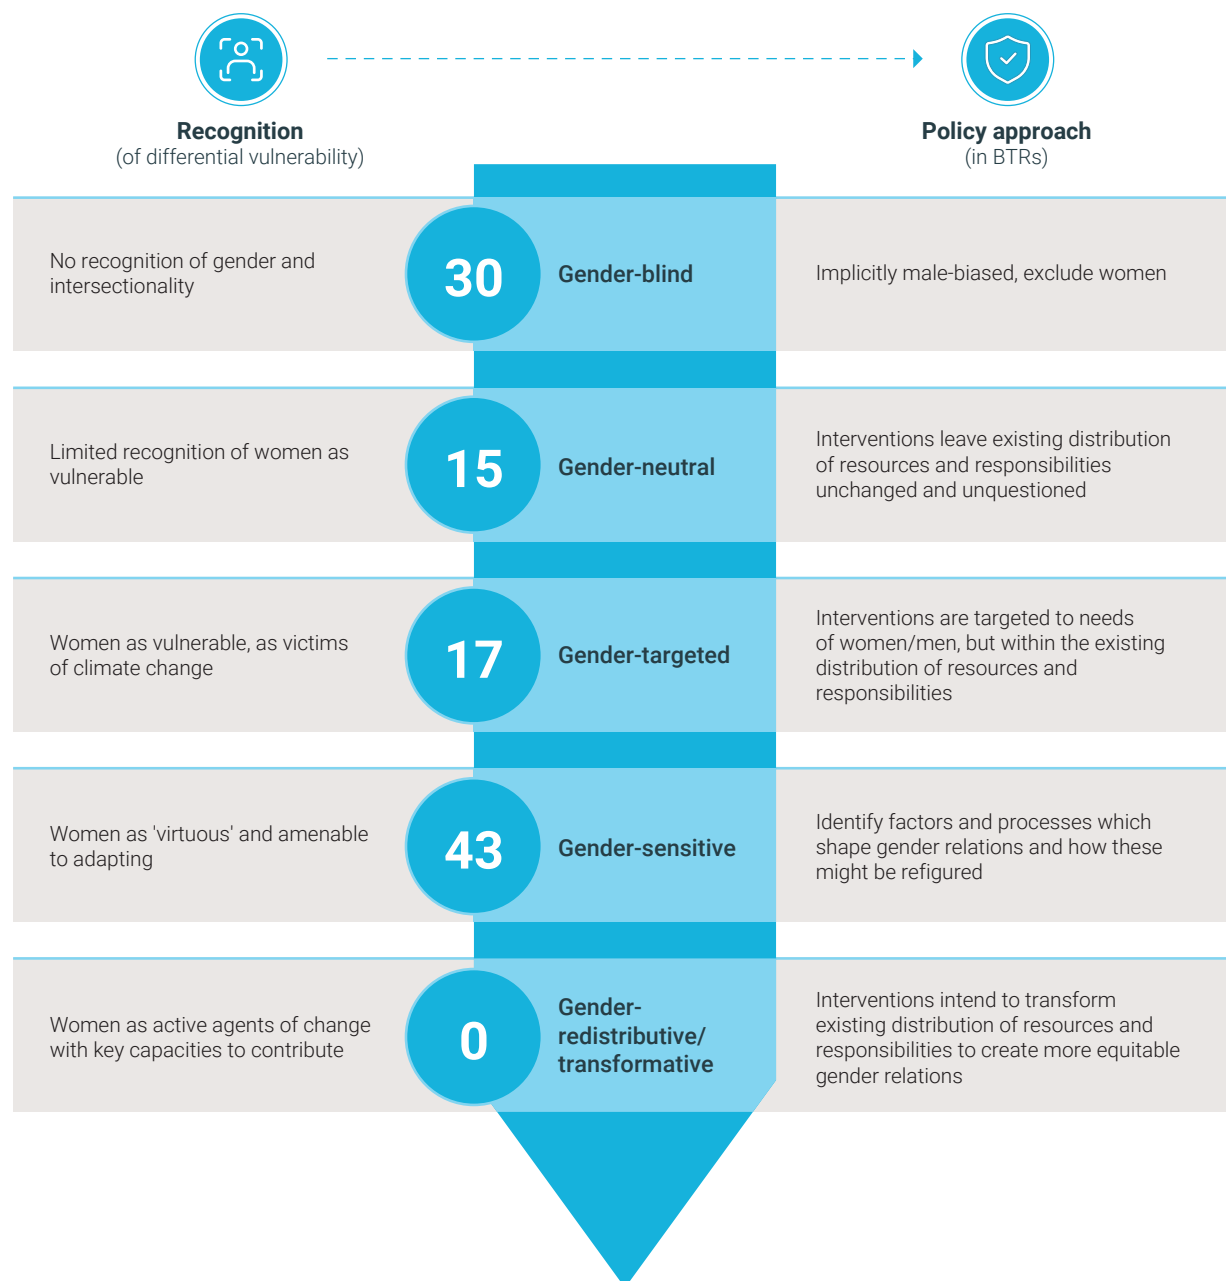 Recognition
(of differential vulnerability)
Policy approach
(in BTRs)
No recognition of gender and
intersectionality
30
Gender-blind
Implicitly male-biased, exclude women
Limited recognition of women as
vulnerable
15
Gender-neutral
Interventions leave existing distribution
of resources and responsibilities
unchanged and unquestioned
Women as vulnerable, as victims
of climate change
17
Gender-targeted
Interventions are targeted to needs
of women/men, but within the existing
distribution of resources and
responsibilities
Women as 'virtuous' and amenable
to adapting
43
Gender-sensitive
Identify factors and processes which
shape gender relations and how these
might be refigured
Women as active agents of change
with key capacities to contribute
0
Gender-
redistributive/
transformative
Interventions intend to transform
existing distribution of resources and
responsibilities to create more equitable
gender relations